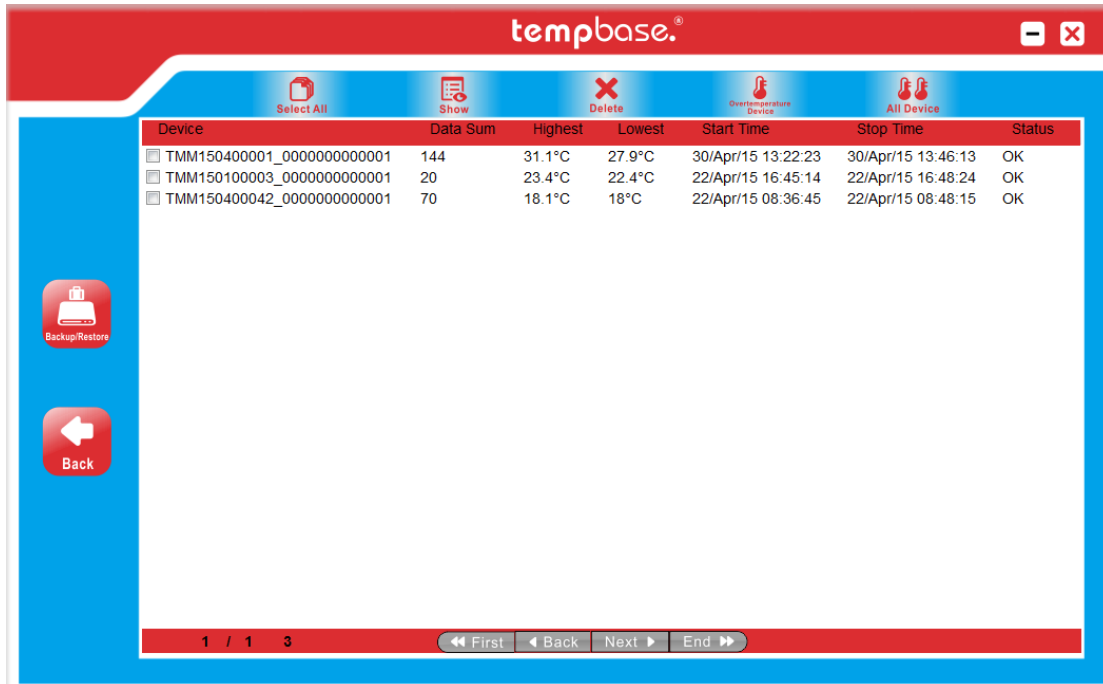 tempbase.®
Select All Show Delete Overtemperature Device All Device
Device Data Sum Highest Lowest Start Time Stop Time Status
TMM150400001_0000000000001 144 31.1°C 27.9°C 30/Apr/15 13:22:23 30/Apr/15 13:46:13 OK
TMM150100003_0000000000001 20 23.4°C 22.4°C 22/Apr/15 16:45:14 22/Apr/15 16:48:24 OK
TMM150400042_0000000000001 70 18.1°C 18°C 22/Apr/15 08:36:45 22/Apr/15 08:48:15 OK
Backup/Restore
Back
1 / 1 3 First Back Next End